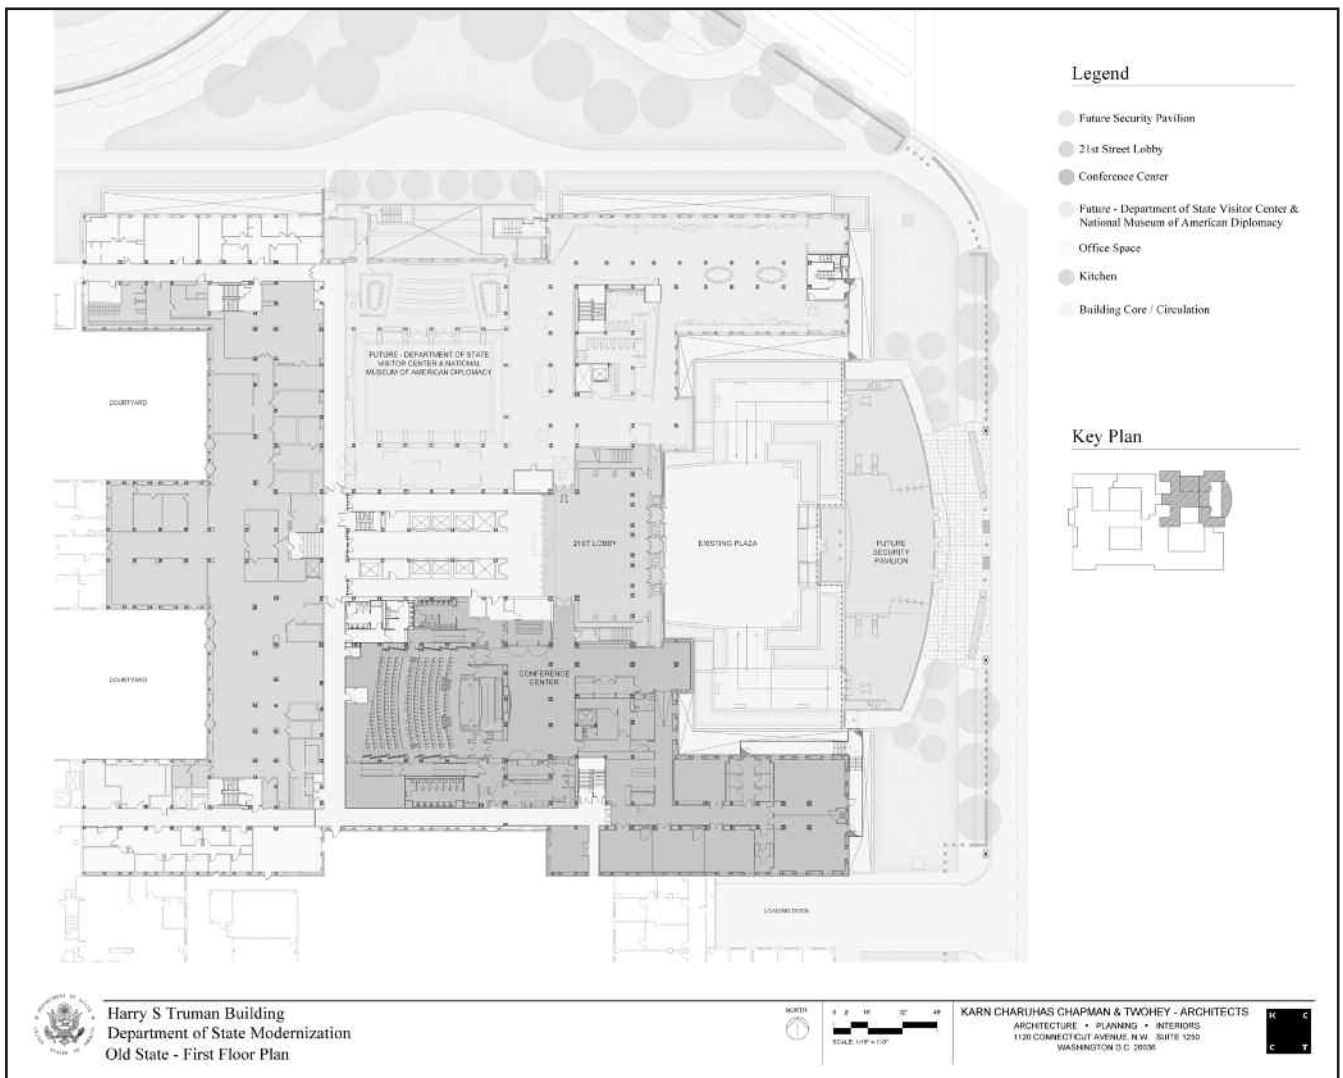 Legend
Future Security Pavilion
21st Street Lobby
Conference Center
Future - Department of State Visitor Center &
National Museum of American Diplomacy
Office Space
Kitchen
Building Core / Circulation
Key Plan
FUTURE - DEPARTMENT OF STATE
VISITOR CENTER & NATIONAL
MUSEUM OF AMERICAN DIPLOMACY
COURTYARD
21ST LOBBY
EXISTING PLAZA
FUTURE
SECURITY
PAVILION
COURTYARD
CONFERENCE
CENTER
LOADING DOCK
Harry S Truman Building
Department of State Modernization
Old State - First Floor Plan
NORTH
KARN CHARUHAS CHAPMAN & TWOHEY - ARCHITECTS
ARCHITECTURE • PLANNING • INTERIORS
1120 CONNECTICUT AVENUE, N.W. SUITE 1250
WASHINGTON D.C. 20036
K C
C T